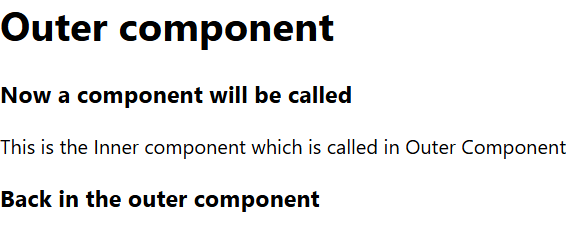 Outer component
Now a component will be called
This is the Inner component which is called in Outer Component
Back in the outer component